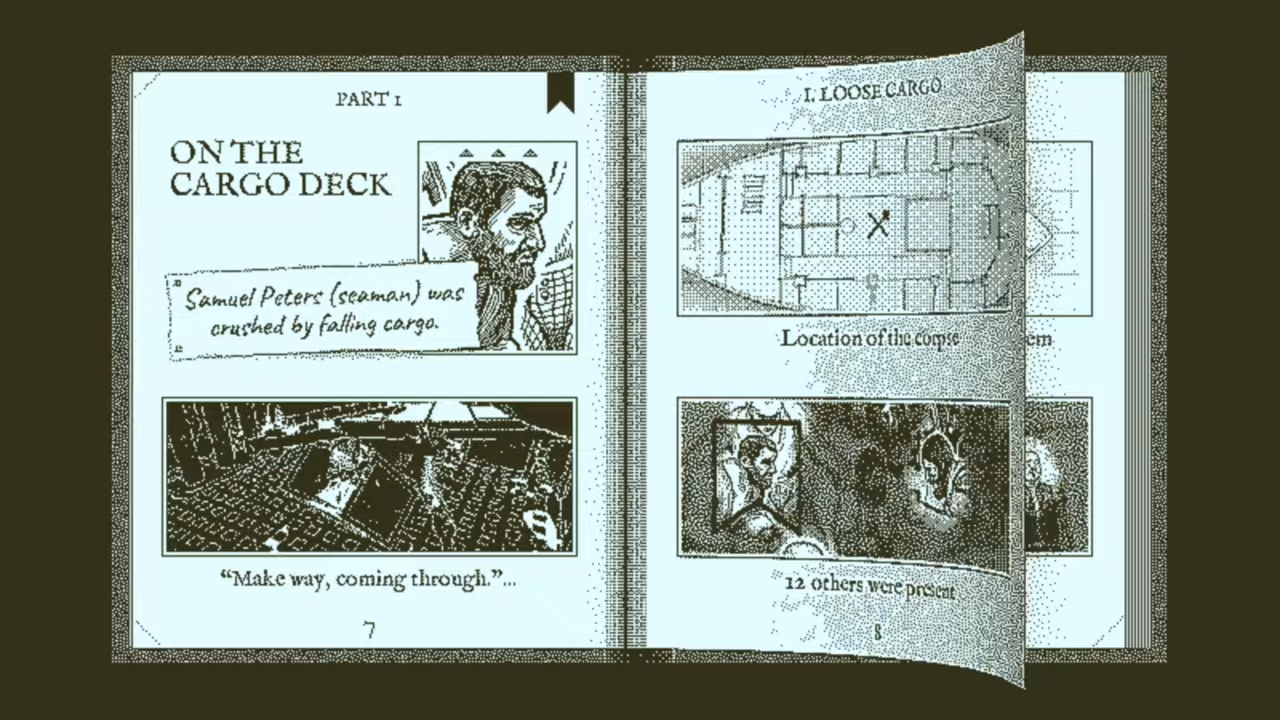 PART 1
ON THE
CARGO DECK
Samuel Peters (seaman) was
crushed by falling cargo.
“Make way, coming through.”...
7
I. LOOSE CARGO
Location of the corpse
em
12 others were present
8